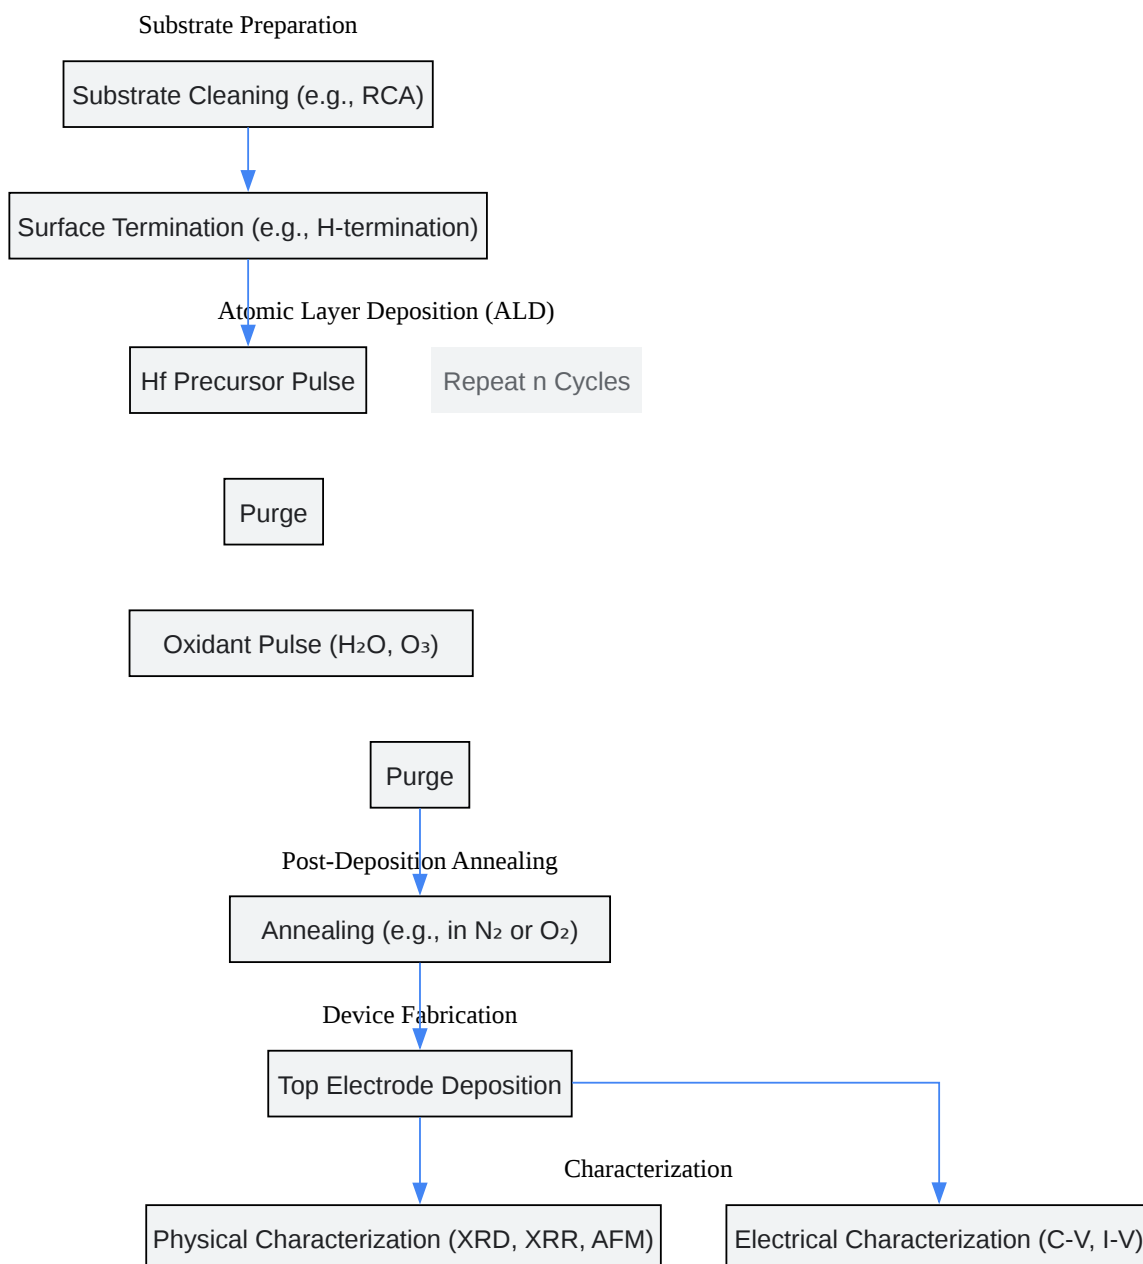 Substrate Preparation
Substrate Cleaning (e.g., RCA)
Surface Termination (e.g., H-termination)
Atomic Layer Deposition (ALD)
Hf Precursor Pulse
Repeat n Cycles
Purge
Oxidant Pulse (H₂O, O₃)
Purge
Post-Deposition Annealing
Annealing (e.g., in N₂ or O₂)
Device Fabrication
Top Electrode Deposition
Characterization
Physical Characterization (XRD, XRR, AFM)
Electrical Characterization (C-V, I-V)